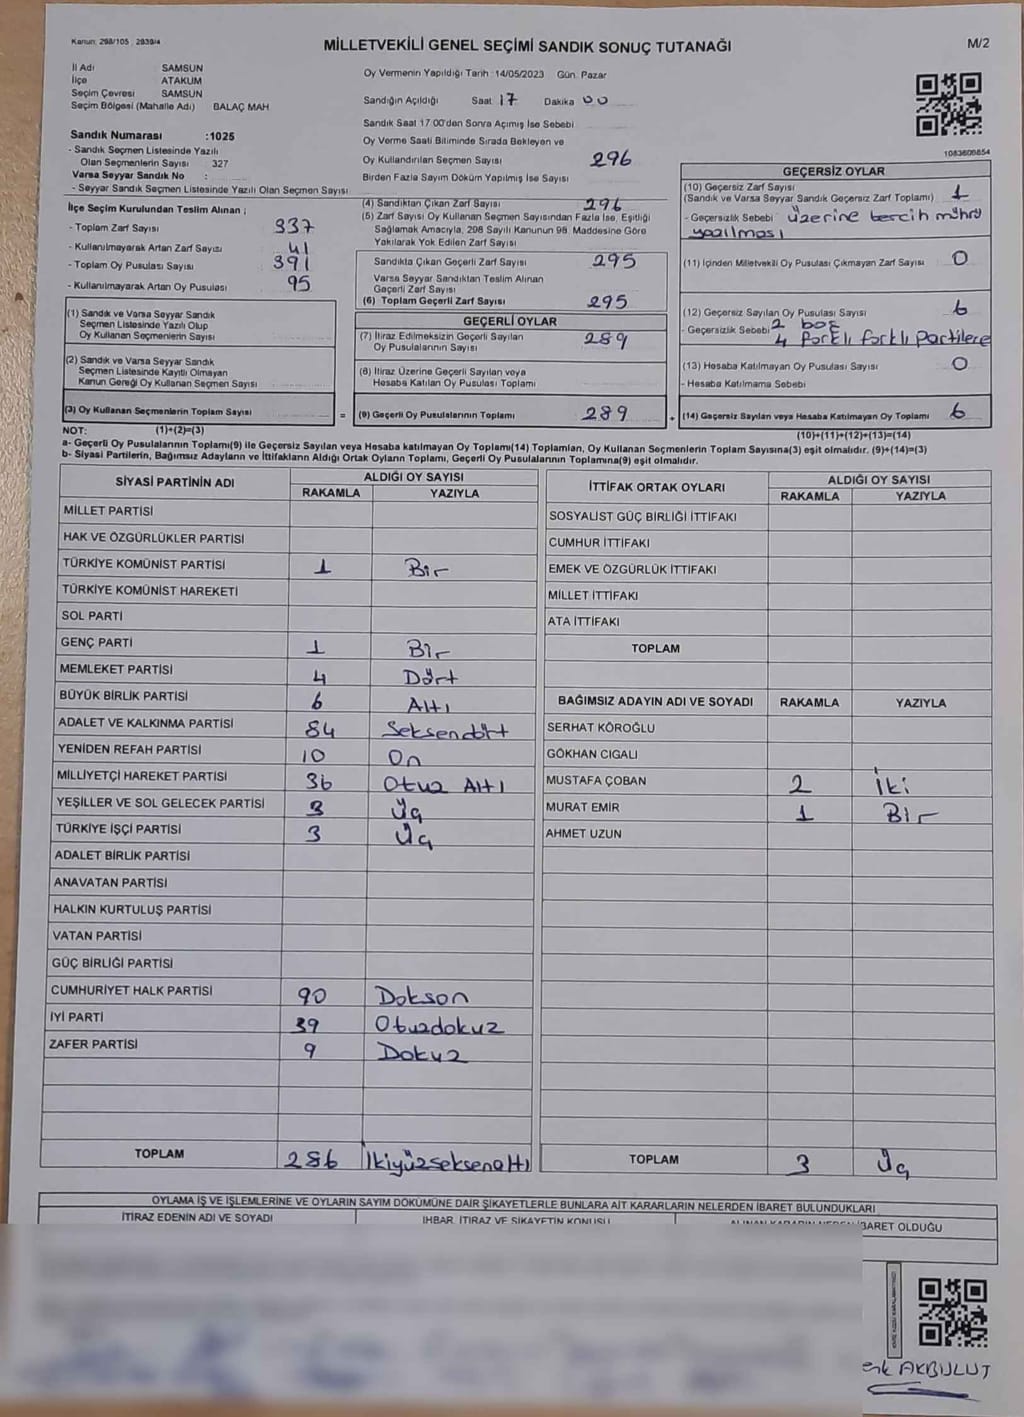 Kanun: 298/105 2839/4
MİLLETVEKİLİ GENEL SEÇİMİ SANDIK SONUÇ TUTANAĞI
M/2
İl Adı SAMSUN
İlçe ATAKUM
Seçim Çevresi SAMSUN
Seçim Bölgesi (Mahalle Adı) BALAÇ MAH
Sandık Numarası :1025
- Sandık Seçmen Listesinde Yazılı
Olan Seçmenlerin Sayısı 327
Varsa Seyyar Sandık No :
- Seyyar Sandık Seçmen Listesinde Yazılı Olan Seçmen Sayısı
Oy Vermenin Yapıldığı Tarih :14/05/2023 Gün: Pazar
Sandığın Açıldığı Saat 17 Dakika 00
Sandık Saat 17.00'den Sonra Açımış İse Sebebi
Oy Verme Saati Bitiminde Sırada Bekleyen ve
Oy Kullandırılan Seçmen Sayısı 296
Birden Fazla Sayım Döküm Yapılmış İse Sayısı
1083600854
İlçe Seçim Kurulundan Teslim Alınan ;
- Toplam Zarf Sayısı 337
- Kullanılmayarak Artan Zarf Sayısı 41
- Toplam Oy Pusulası Sayısı 391
- Kullanılmayarak Artan Oy Pusulası 95
(4) Sandıktan Çıkan Zarf Sayısı 296
(5) Zarf Sayısı Oy Kullanan Seçmen Sayısından Fazla İse, Eşitliği
Sağlamak Amacıyla, 298 Sayılı Kanunun 98. Maddesine Göre
Yakılarak Yok Edilen Zarf Sayısı
Sandıkta Çıkan Geçerli Zarf Sayısı 295
Varsa Seyyar Sandıktan Teslim Alınan
Geçerli Zarf Sayısı
(6) Toplam Geçerli Zarf Sayısı 295
GEÇERSİZ OYLAR
(10) Geçersiz Zarf Sayısı
(Sandık ve Varsa Seyyar Sandık Geçersiz Zarf Toplamı) 1
- Geçersizlik Sebebi üzerine tercih mührü
yazılması
(11) İçinden Milletvekili Oy Pusulası Çıkmayan Zarf Sayısı 0
(12) Geçersiz Sayılan Oy Pusulası Sayısı 6
- Geçersizlik Sebebi 2 boş
4 farklı farklı partilere
(13) Hesaba Katılmayan Oy Pusulası Sayısı 0
- Hesaba Katılmama Sebebi
(14) Geçersiz Sayılan veya Hesaba Katılmayan Oy Toplamı 6
(10)+(11)+(12)+(13)=(14)
(1) Sandık ve Varsa Seyyar Sandık
Seçmen Listesinde Yazılı Olup
Oy Kullanan Seçmenlerin Sayısı
(2) Sandık ve Varsa Seyyar Sandık
Seçmen Listesinde Kayıtlı Olmayan
Kanun Gereği Oy Kullanan Seçmen Sayısı
(3) Oy Kullanan Seçmenlerin Toplam Sayısı =
GEÇERLİ OYLAR
(7) İtiraz Edilmeksizin Geçerli Sayılan
Oy Pusulalarının Sayısı 289
(8) İtiraz Üzerine Geçerli Sayılan veya
Hesaba Katılan Oy Pusulası Toplamı
(9) Geçerli Oy Pusulalarının Toplamı 289 +
NOT: (1)+(2)=(3)
a- Geçerli Oy Pusulalarının Toplamı(9) ile Geçersiz Sayılan veya Hesaba katılmayan Oy Toplamı(14) Toplamları, Oy Kullanan Seçmenlerin Toplam Sayısına(3) eşit olmalıdır. (9)+(14)=(3)
b- Siyasi Partilerin, Bağımsız Adayların ve İttifakların Aldığı Ortak Oyların Toplamı, Geçerli Oy Pusulalarının Toplamına(9) eşit olmalıdır.
SİYASİ PARTİNİN ADI ALDIĞI OY SAYISI
RAKAMLA YAZIYLA
MİLLET PARTİSİ
HAK VE ÖZGÜRLÜKLER PARTİSİ
TÜRKİYE KOMÜNİST PARTİSİ 1 Bir
TÜRKİYE KOMÜNİST HAREKETİ
SOL PARTİ
GENÇ PARTİ 1 Bir
MEMLEKET PARTİSİ 4 Dört
BÜYÜK BİRLİK PARTİSİ 6 Altı
ADALET VE KALKINMA PARTİSİ 84 Seksendört
YENİDEN REFAH PARTİSİ 10 On
MİLLİYETÇİ HAREKET PARTİSİ 36 Otuz Altı
YEŞİLLER VE SOL GELECEK PARTİSİ 3 Üç
TÜRKİYE İŞÇİ PARTİSİ 3 Üç
ADALET BİRLİK PARTİSİ
ANAVATAN PARTİSİ
HALKIN KURTULUŞ PARTİSİ
VATAN PARTİSİ
GÜÇ BİRLİĞİ PARTİSİ
CUMHURİYET HALK PARTİSİ 90 Doksan
İYİ PARTİ 39 Otuzdokuz
ZAFER PARTİSİ 9 Dokuz
TOPLAM 286 İkiyüzseksenaltı
İTTİFAK ORTAK OYLARI ALDIĞI OY SAYISI
RAKAMLA YAZIYLA
SOSYALİST GÜÇ BİRLİĞİ İTTİFAKI
CUMHUR İTTİFAKI
EMEK VE ÖZGÜRLÜK İTTİFAKI
MİLLET İTTİFAKI
ATA İTTİFAKI
TOPLAM
BAĞIMSIZ ADAYIN ADI VE SOYADI RAKAMLA YAZIYLA
SERHAT KÖROĞLU
GÖKHAN CIGALI
MUSTAFA ÇOBAN 2 İki
MURAT EMİR 1 Bir
AHMET UZUN
TOPLAM 3 Üç
OYLAMA İŞ VE İŞLEMLERİNE VE OYLARIN SAYIM DÖKÜMÜNE DAİR ŞİKAYETLERLE BUNLARA AİT KARARLARIN NELERDEN İBARET BULUNDUKLARI
İTİRAZ EDENİN ADI VE SOYADI İHBAR, İTİRAZ VE ŞİKAYETİN KONUSU ALINAN KARARIN NEDEN İBARET OLDUĞU
AKBULUT